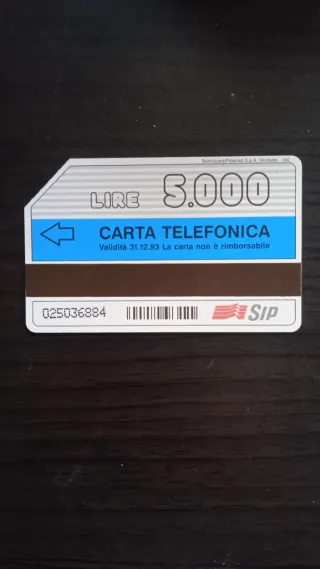 LIRE 5.000
CARTA TELEFONICA
Validità 31.12.93 La carta non è rimborsabile
025036884
SIP